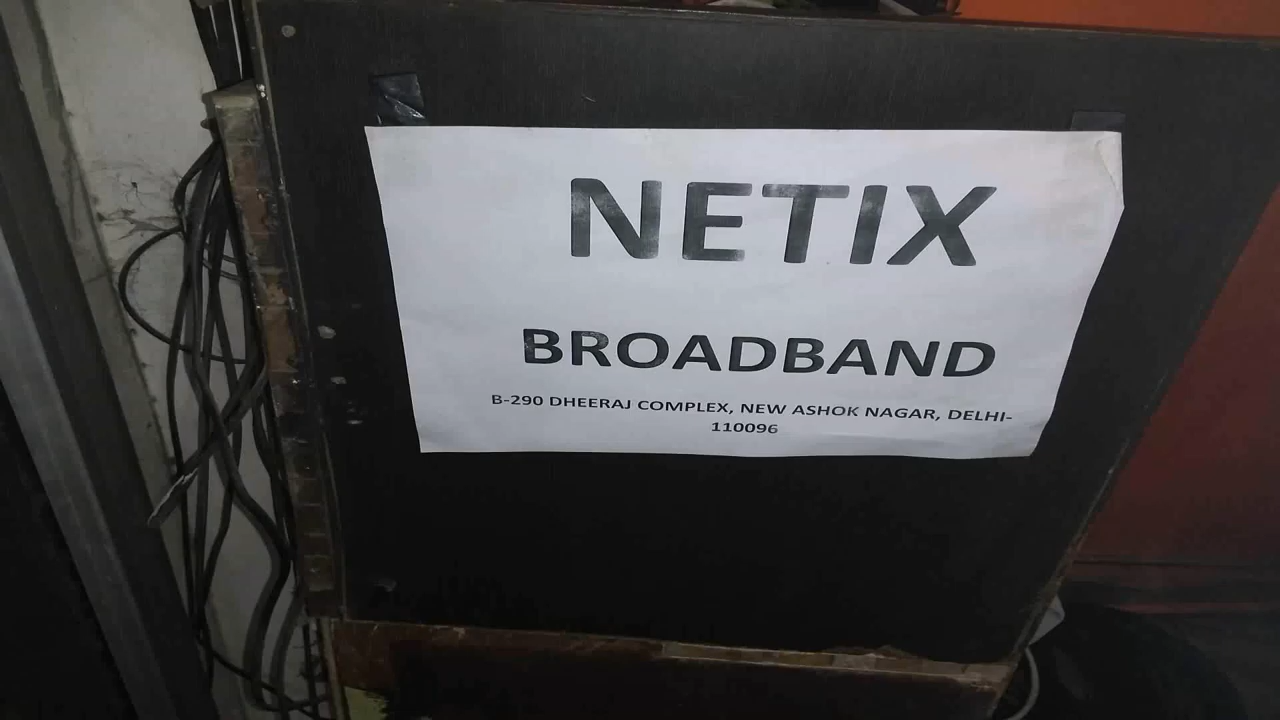 NETIX
BROADBAND
B-290 DHEERAJ COMPLEX, NEW ASHOK NAGAR, DELHI-
110096